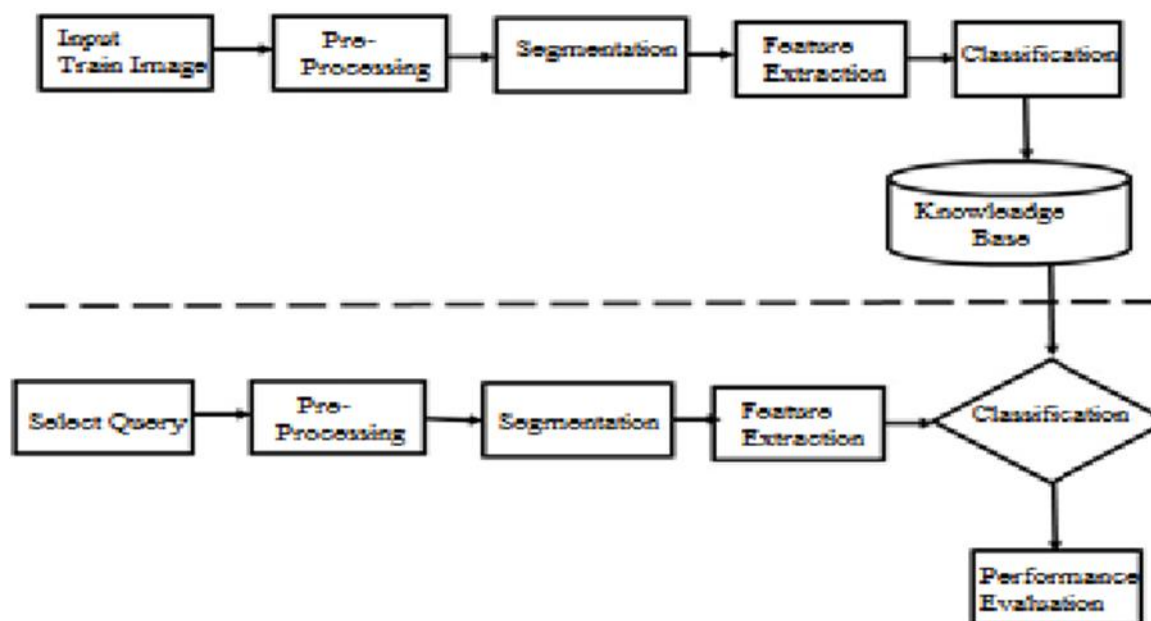 Input
Train Image
Pre-
Processing
Segmentation
Feature
Extraction
Classification
Knowleadge
Base
Select Query
Pre-
Processing
Segmentation
Feature
Extraction
Classification
Performance
Evaluation